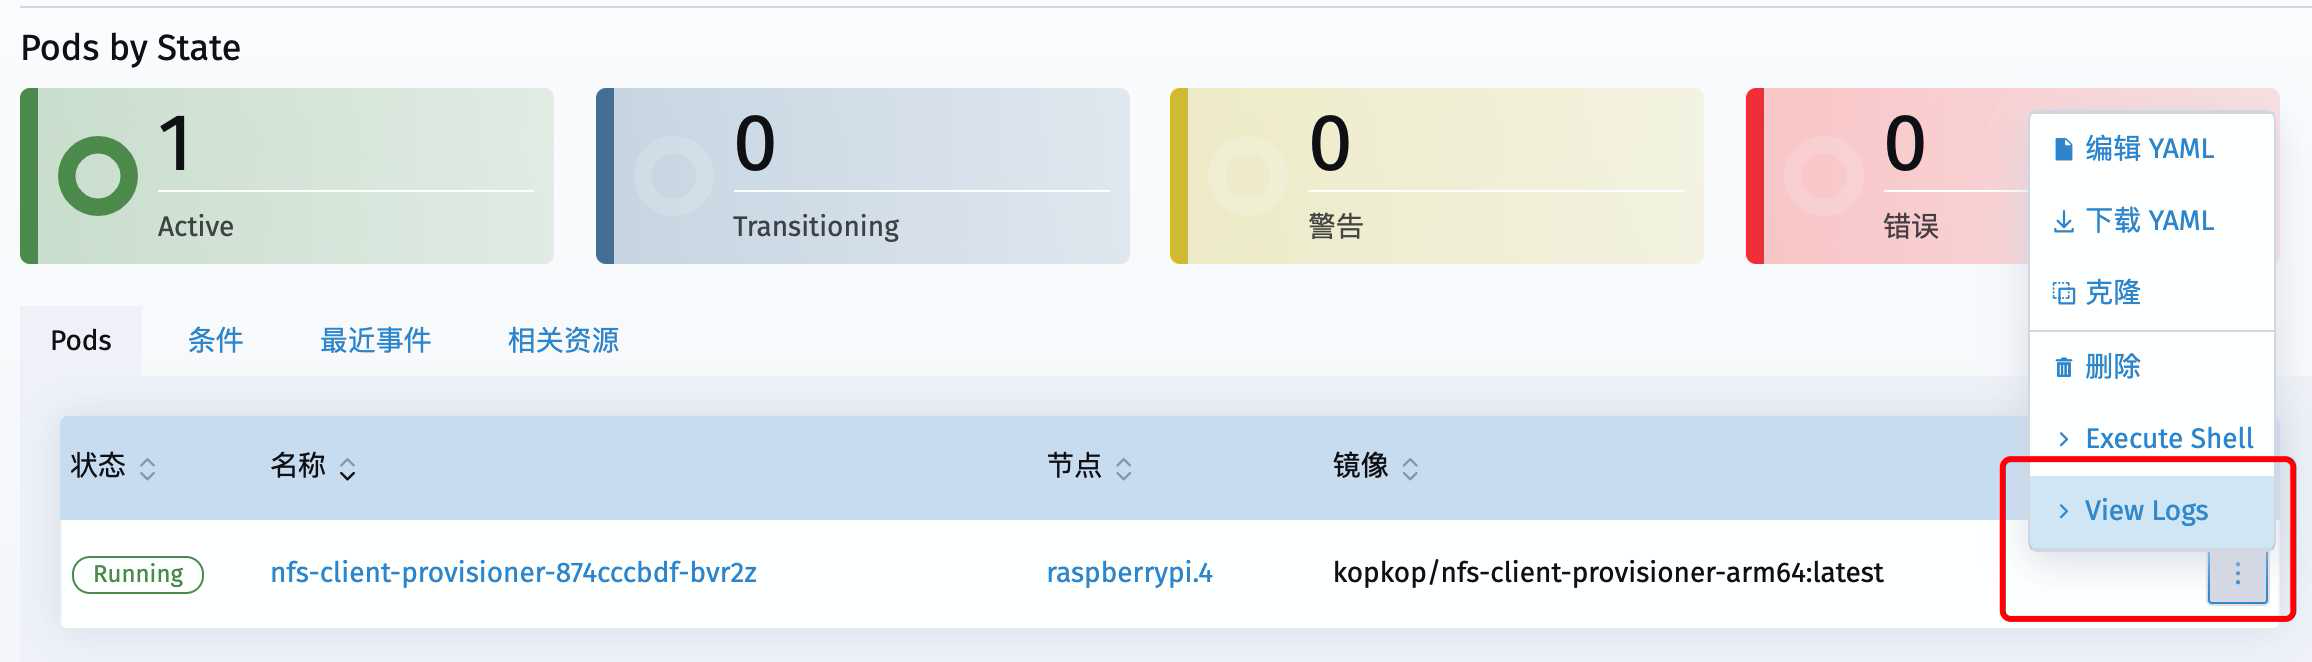 Pods by State
1
Active
0
Transitioning
0
警告
0
错误
编辑 YAML
下载 YAML
克隆
删除
Execute Shell
View Logs
Pods
条件
最近事件
相关资源
状态
名称
节点
镜像
Running
nfs-client-provisioner-874cccbdf-bvr2z
raspberrypi.4
kopkop/nfs-client-provisioner-arm64:latest